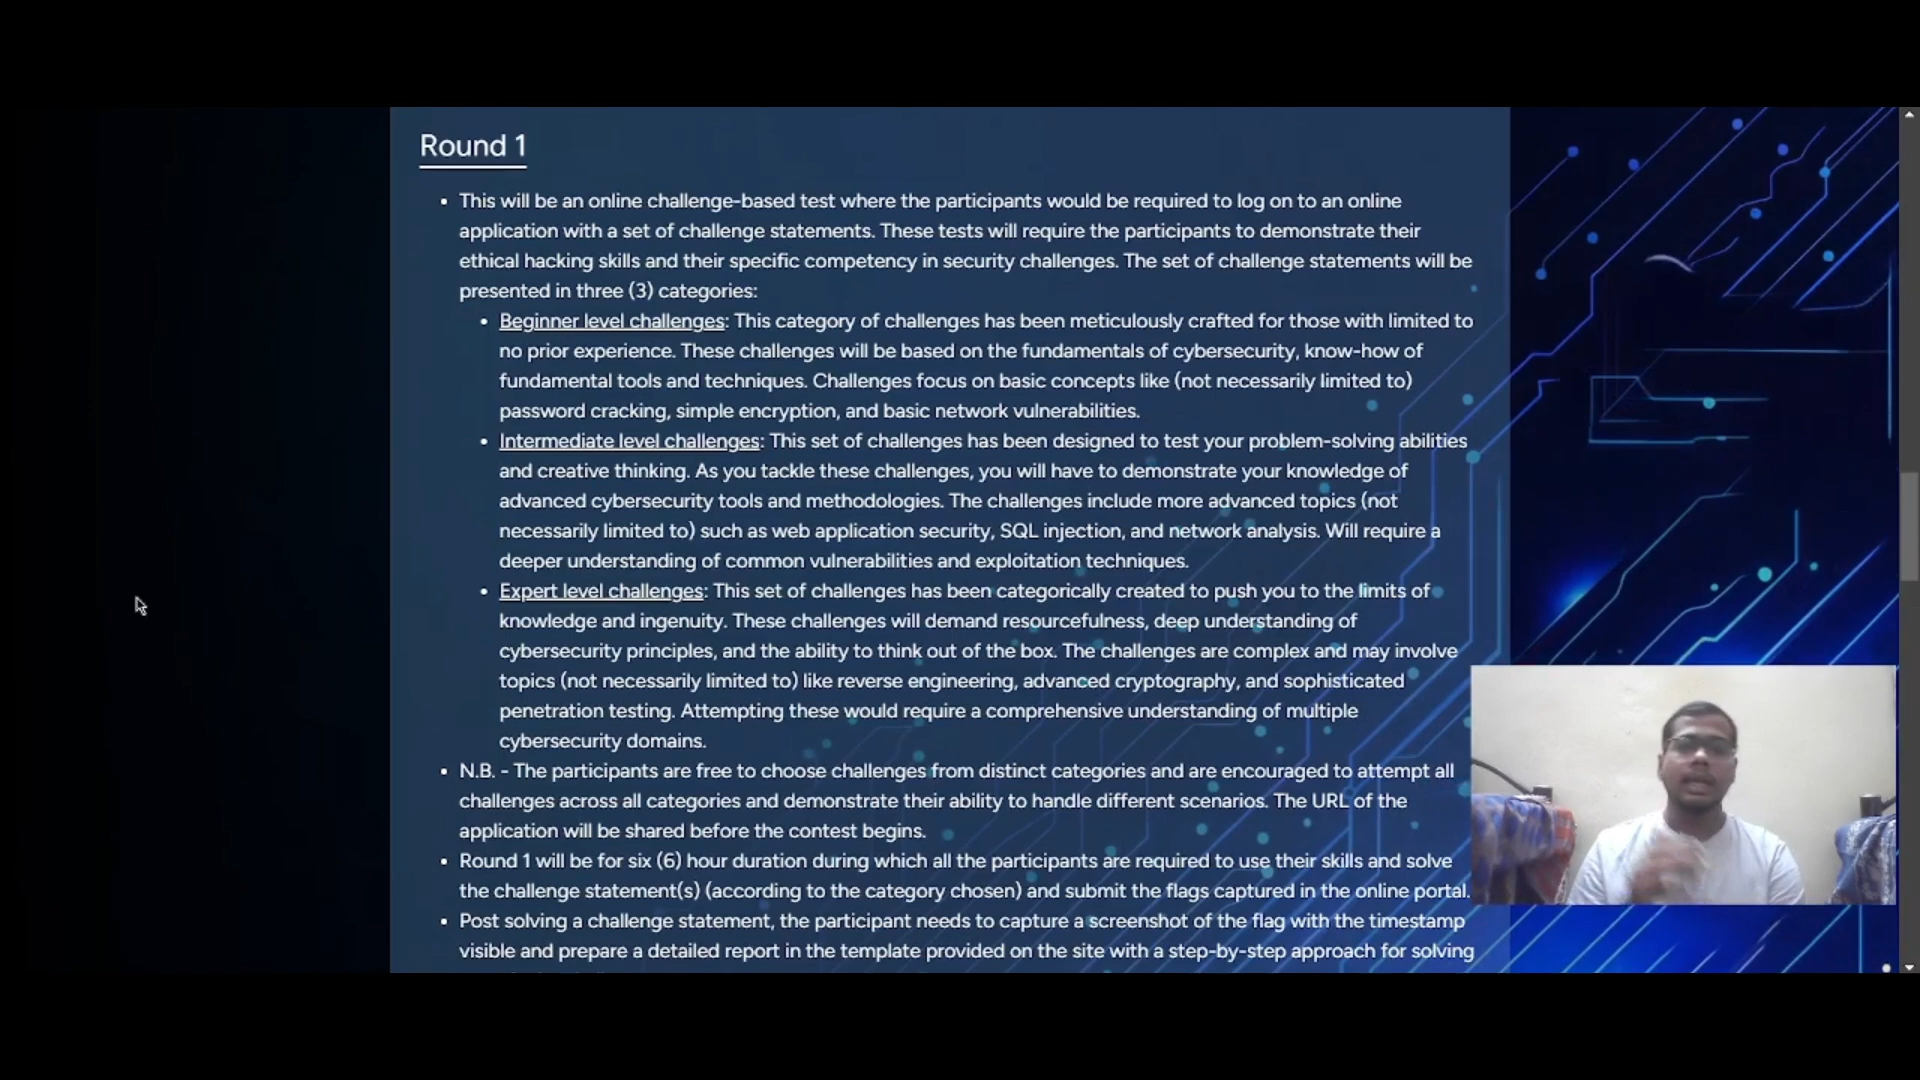 Round 1
This will be an online challenge-based test where the participants would be required to log on to an online
application with a set of challenge statements. These tests will require the participants to demonstrate their
ethical hacking skills and their specific competency in security challenges. The set of challenge statements will be
presented in three (3) categories:
Beginner level challenges: This category of challenges has been meticulously crafted for those with limited to
no prior experience. These challenges will be based on the fundamentals of cybersecurity, know-how of
fundamental tools and techniques. Challenges focus on basic concepts like (not necessarily limited to)
password cracking, simple encryption, and basic network vulnerabilities.
Intermediate level challenges: This set of challenges has been designed to test your problem-solving abilities
and creative thinking. As you tackle these challenges, you will have to demonstrate your knowledge of
advanced cybersecurity tools and methodologies. The challenges include more advanced topics (not
necessarily limited to) such as web application security, SQL injection, and network analysis. Will require a
deeper understanding of common vulnerabilities and exploitation techniques.
Expert level challenges: This set of challenges has been categorically created to push you to the limits of
knowledge and ingenuity. These challenges will demand resourcefulness, deep understanding of
cybersecurity principles, and the ability to think out of the box. The challenges are complex and may involve
topics (not necessarily limited to) like reverse engineering, advanced cryptography, and sophisticated
penetration testing. Attempting these would require a comprehensive understanding of multiple
cybersecurity domains.
N.B. - The participants are free to choose challenges from distinct categories and are encouraged to attempt all
challenges across all categories and demonstrate their ability to handle different scenarios. The URL of the
application will be shared before the contest begins.
Round 1 will be for six (6) hour duration during which all the participants are required to use their skills and solve
the challenge statement(s) (according to the category chosen) and submit the flags captured in the online portal.
Post solving a challenge statement, the participant needs to capture a screenshot of the flag with the timestamp
visible and prepare a detailed report in the template provided on the site with a step-by-step approach for solving